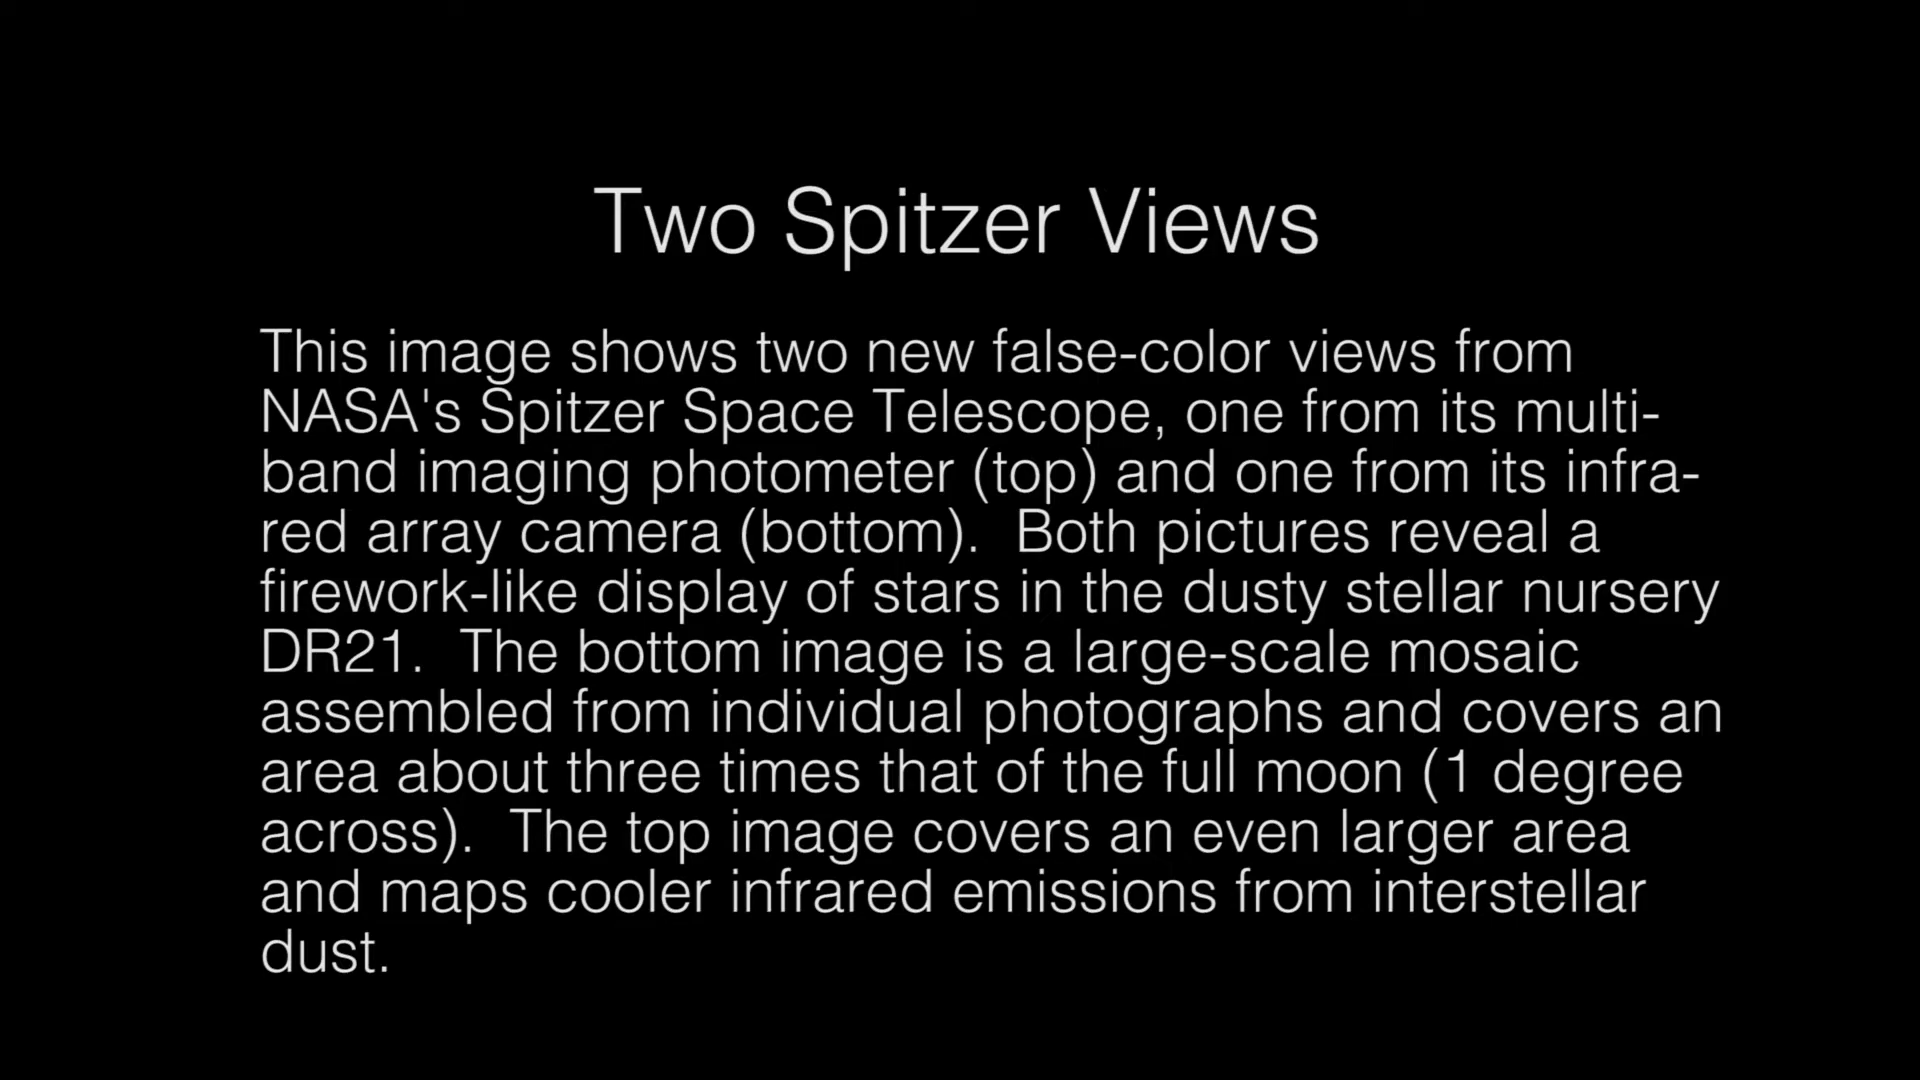 Two Spitzer Views
This image shows two new false-color views from
NASA's Spitzer Space Telescope, one from its multi-
band imaging photometer (top) and one from its infra-
red array camera (bottom).  Both pictures reveal a
firework-like display of stars in the dusty stellar nursery
DR21.  The bottom image is a large-scale mosaic
assembled from individual photographs and covers an
area about three times that of the full moon (1 degree
across).  The top image covers an even larger area
and maps cooler infrared emissions from interstellar
dust.